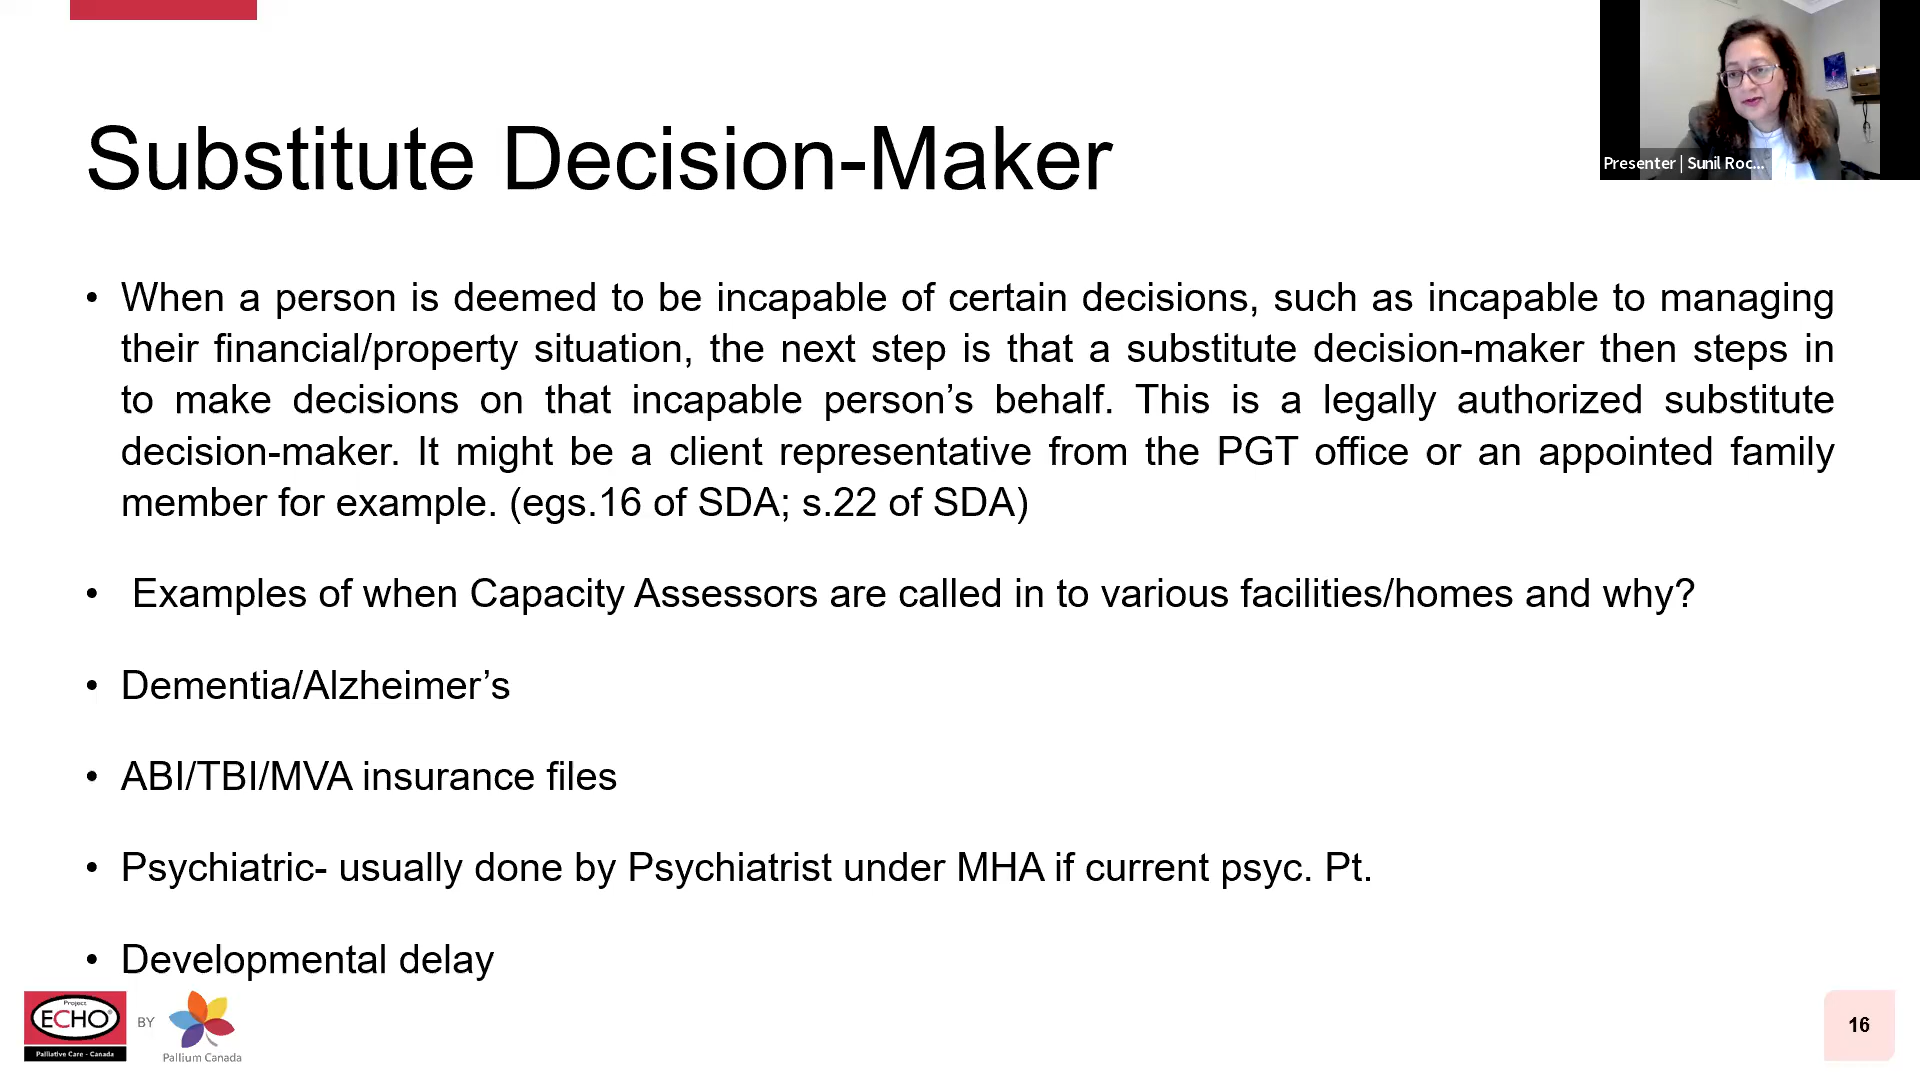 Substitute Decision-Maker
Presenter | Sunil Roc...
• When a person is deemed to be incapable of certain decisions, such as incapable to managing
their financial/property situation, the next step is that a substitute decision-maker then steps in
to make decisions on that incapable person’s behalf. This is a legally authorized substitute
decision-maker. It might be a client representative from the PGT office or an appointed family
member for example. (egs.16 of SDA; s.22 of SDA)
• Examples of when Capacity Assessors are called in to various facilities/homes and why?
• Dementia/Alzheimer’s
• ABI/TBI/MVA insurance files
• Psychiatric- usually done by Psychiatrist under MHA if current psyc. Pt.
• Developmental delay
Project
ECHO®
Palliative Care - Canada
BY
Pallium Canada
16